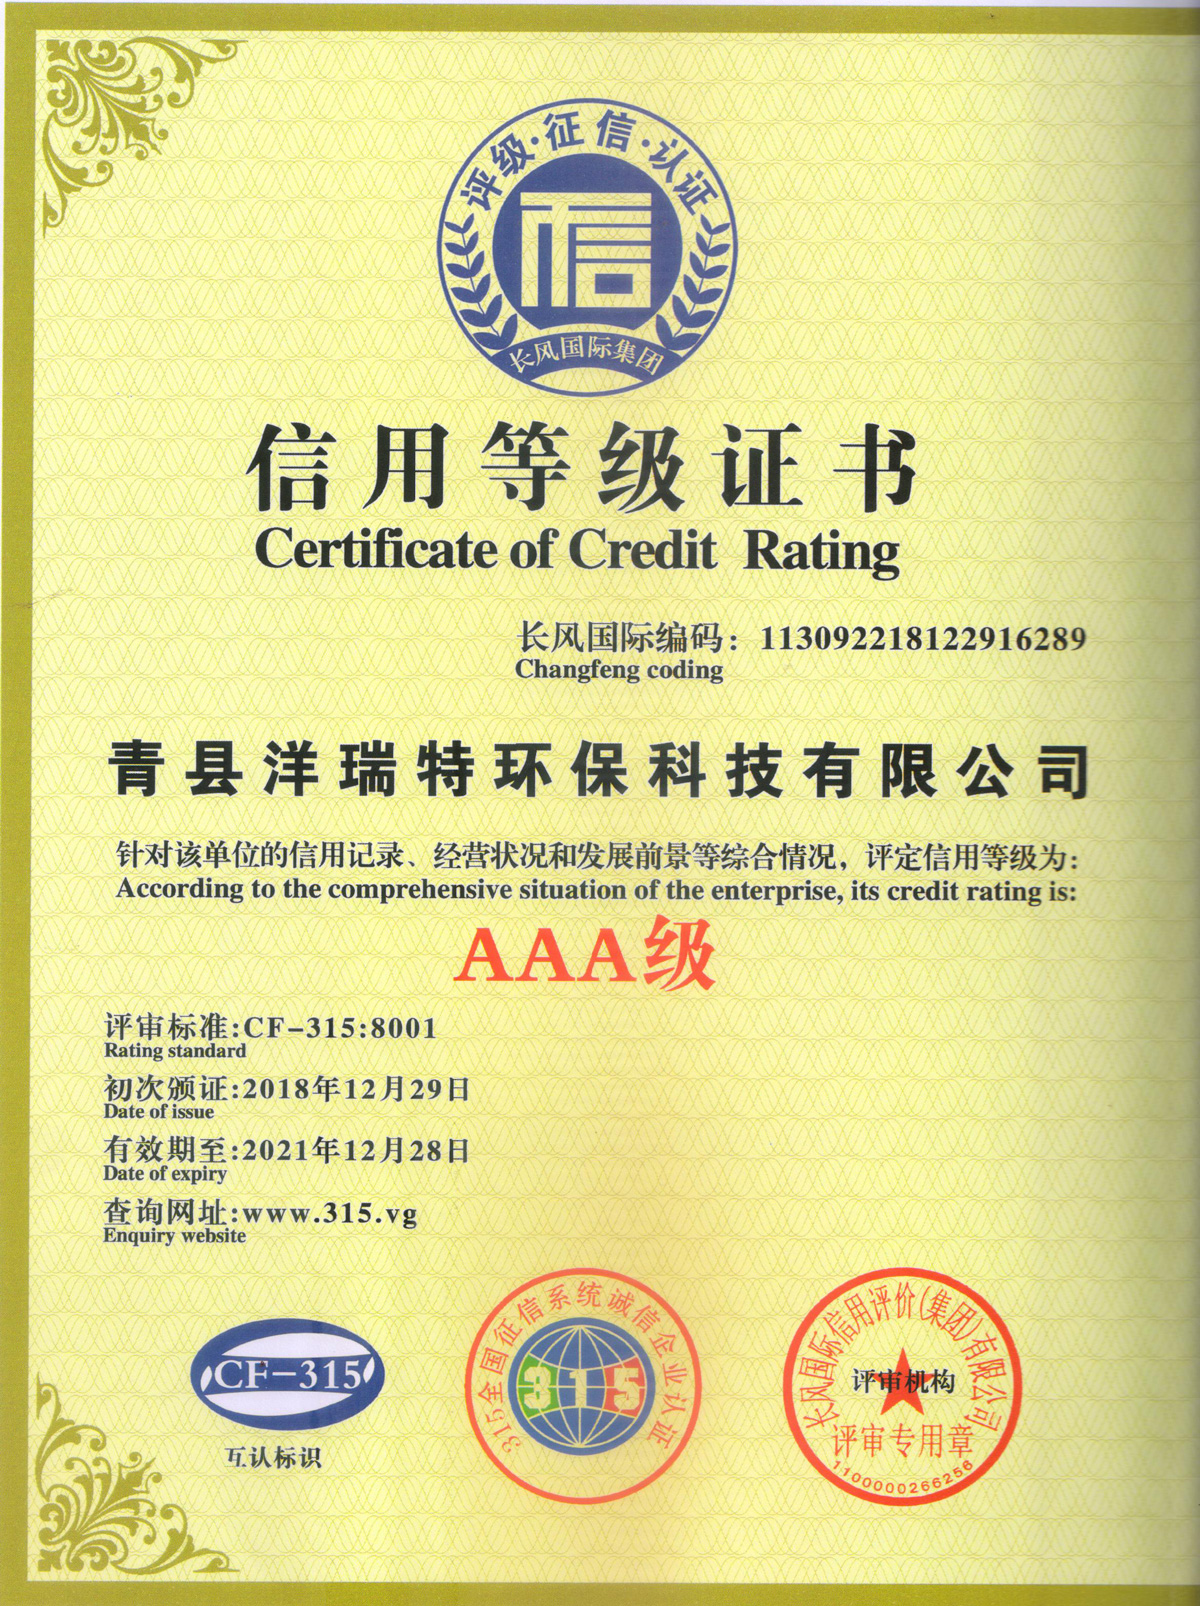 评级·征信·认证
信
长风国际集团
信用等级证书
Certificate of Credit Rating
长风国际编码：113092218122916289
Changfeng coding
青县洋瑞特环保科技有限公司
针对该单位的信用记录、经营状况和发展前景等综合情况，评定信用等级为：
According to the comprehensive situation of the enterprise, its credit rating is:
AAA级
评审标准:CF-315:8001
Rating standard
初次颁证:2018年12月29日
Date of issue
有效期至:2021年12月28日
Date of expiry
查询网址:www.315.vg
Enquiry website
CF-315
互认标识
315全国征信系统诚信企业认证
315
长风国际信用评价(集团)有限公司
评审机构
评审专用章
1100000266256